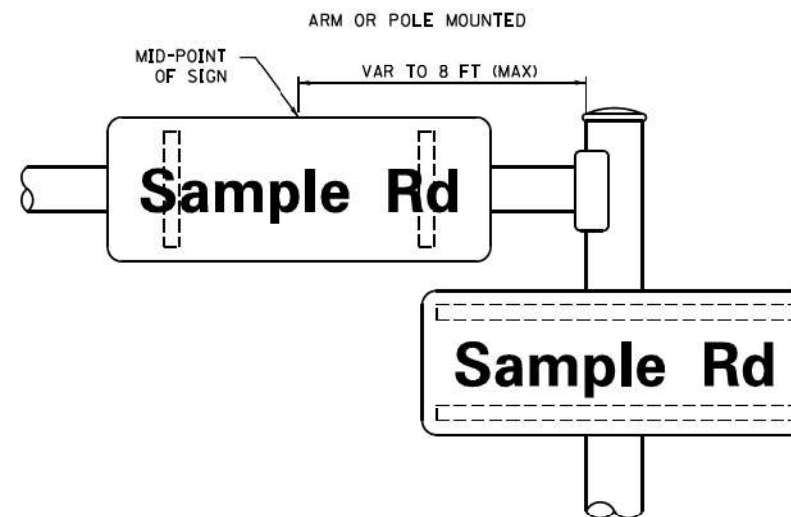 ARM OR POLE MOUNTED
MID-POINT
OF SIGN
VAR TO 8 FT (MAX)
Sample Rd
Sample Rd